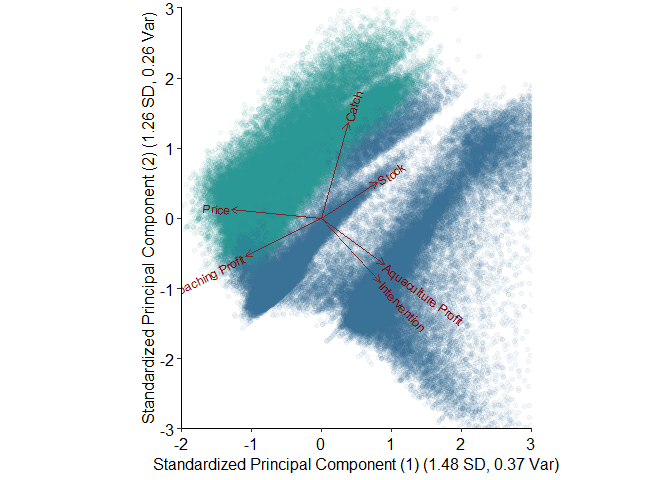 3
2
1
0
-1
-2
-3
-2
-1
0
1
2
3
Standardized Principal Component (2) (1.26 SD, 0.26 Var)
Standardized Principal Component (1) (1.48 SD, 0.37 Var)
Catch
Stock
Price
oaching Profit
Aquaculture Profit
Intervention